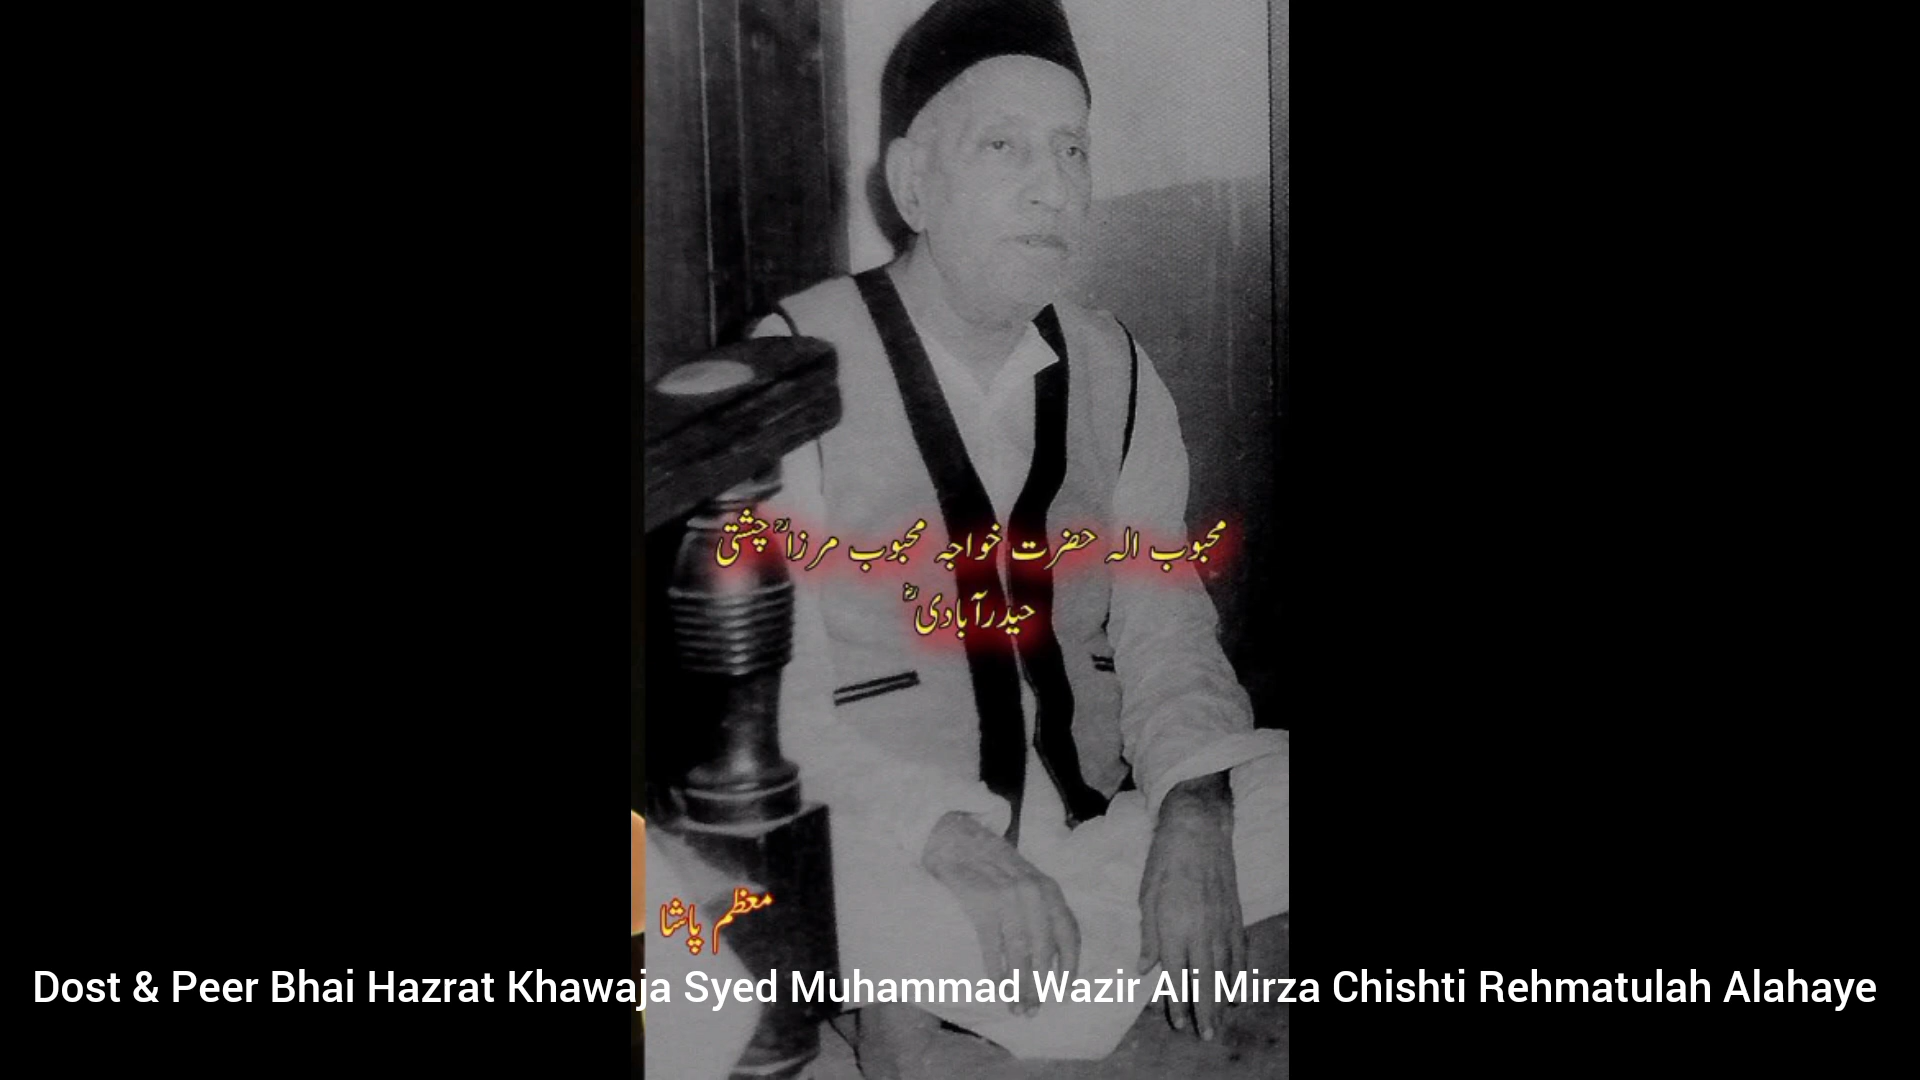 محبوب الہ حضرت خواجہ محبوب مرزاؒ چشتی
حیدرآبادیؒ
معظم پاشا
Dost & Peer Bhai Hazrat Khawaja Syed Muhammad Wazir Ali Mirza Chishti Rehmatulah Alahaye